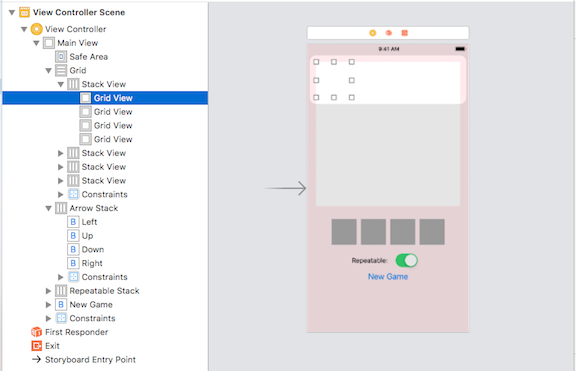 View Controller Scene
View Controller
Main View
Safe Area
Grid
Stack View
Grid View
Grid View
Grid View
Grid View
Stack View
Stack View
Stack View
Constraints
Arrow Stack
B Left
B Up
B Down
B Right
Constraints
Repeatable Stack
B New Game
Constraints
First Responder
Exit
Storyboard Entry Point
9:41 AM
Repeatable:
New Game